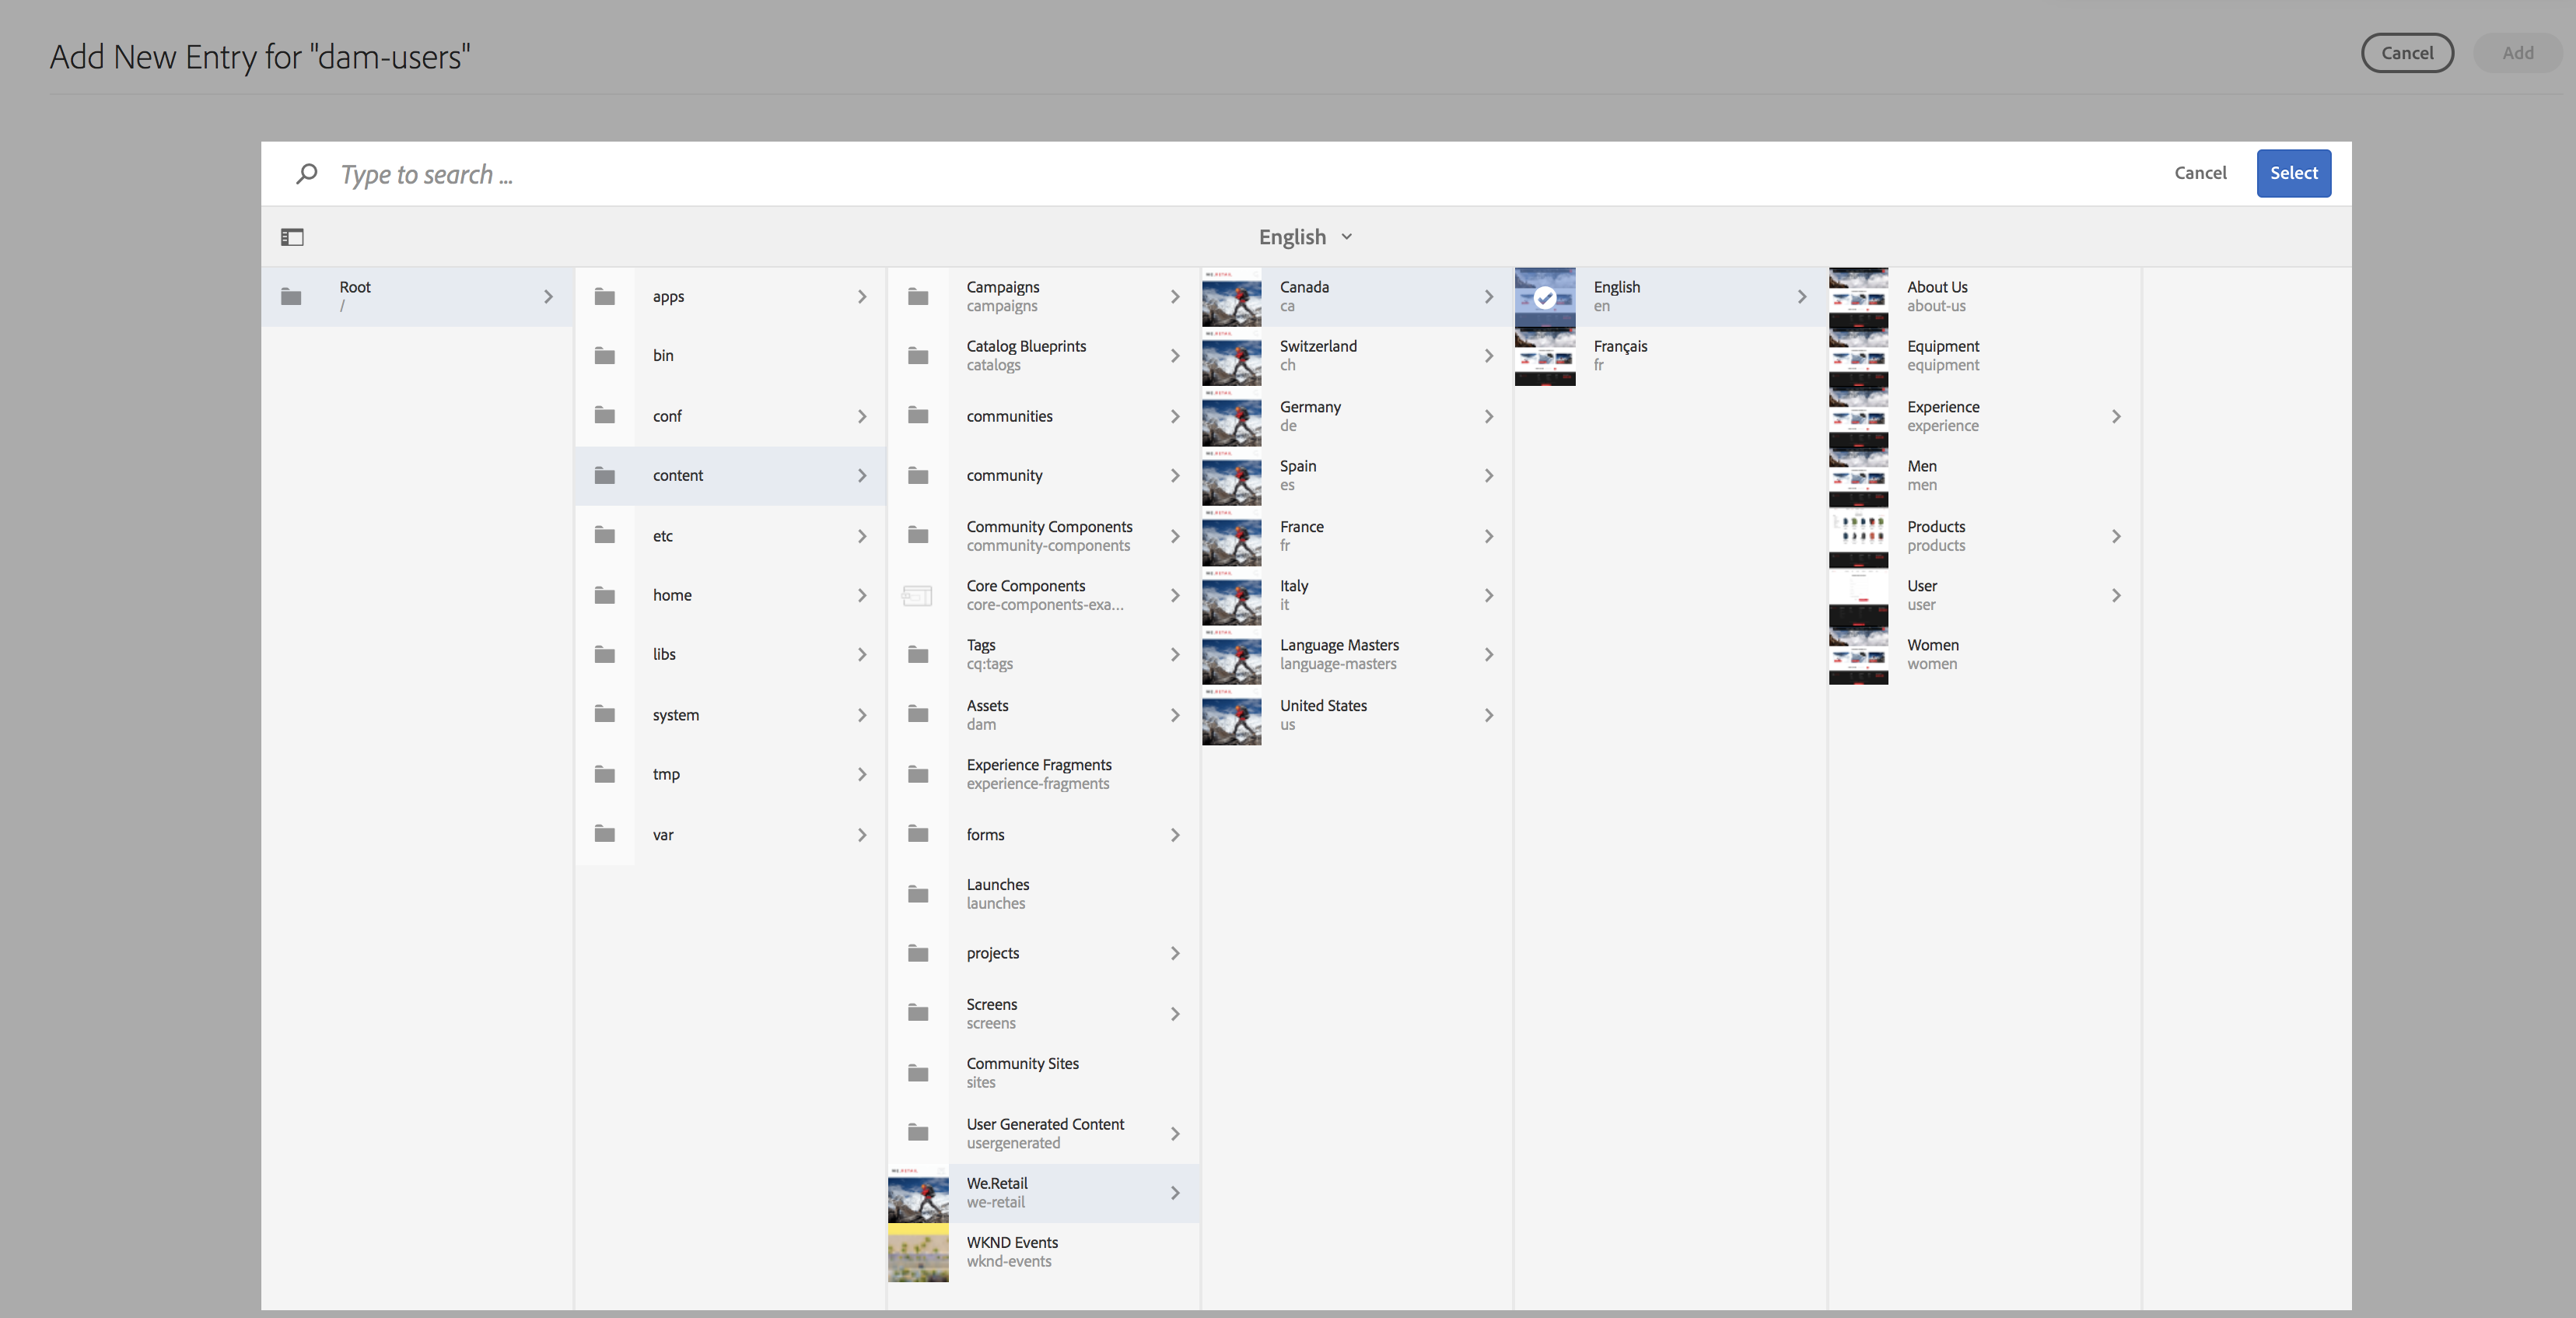 Add New Entry for "dam-users"
Cancel
Add
Type to search ...
Cancel
Select
English
Root
/
apps
bin
conf
content
etc
home
libs
system
tmp
var
Campaigns
campaigns
Catalog Blueprints
catalogs
communities
community
Community Components
community-components
Core Components
core-components-exa...
Tags
cq:tags
Assets
dam
Experience Fragments
experience-fragments
forms
Launches
launches
projects
Screens
screens
Community Sites
sites
User Generated Content
usergenerated
We.Retail
we-retail
WKND Events
wknd-events
Canada
ca
Switzerland
ch
Germany
de
Spain
es
France
fr
Italy
it
Language Masters
language-masters
United States
us
English
en
Français
fr
About Us
about-us
Equipment
equipment
Experience
experience
Men
men
Products
products
User
user
Women
women